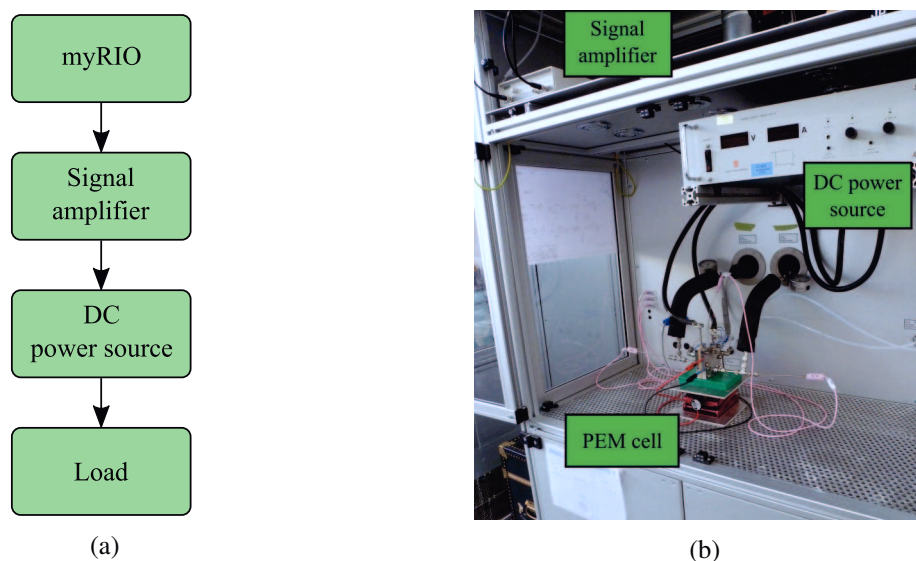 myRIO
Signal
amplifier
DC
power source
Load
(a)
Signal
amplifier
V
A
DC power
source
PEM cell
(b)